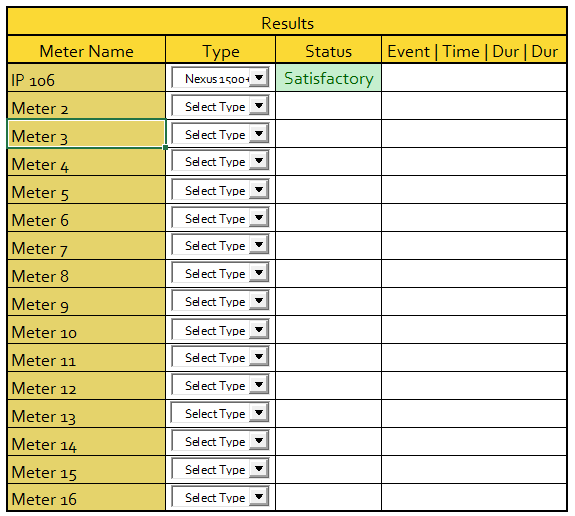 Results
Meter Name Type Status Event | Time | Dur | Dur
IP 106 Nexus 1500+ Satisfactory
Meter 2 Select Type
Meter 3 Select Type
Meter 4 Select Type
Meter 5 Select Type
Meter 6 Select Type
Meter 7 Select Type
Meter 8 Select Type
Meter 9 Select Type
Meter 10 Select Type
Meter 11 Select Type
Meter 12 Select Type
Meter 13 Select Type
Meter 14 Select Type
Meter 15 Select Type
Meter 16 Select Type